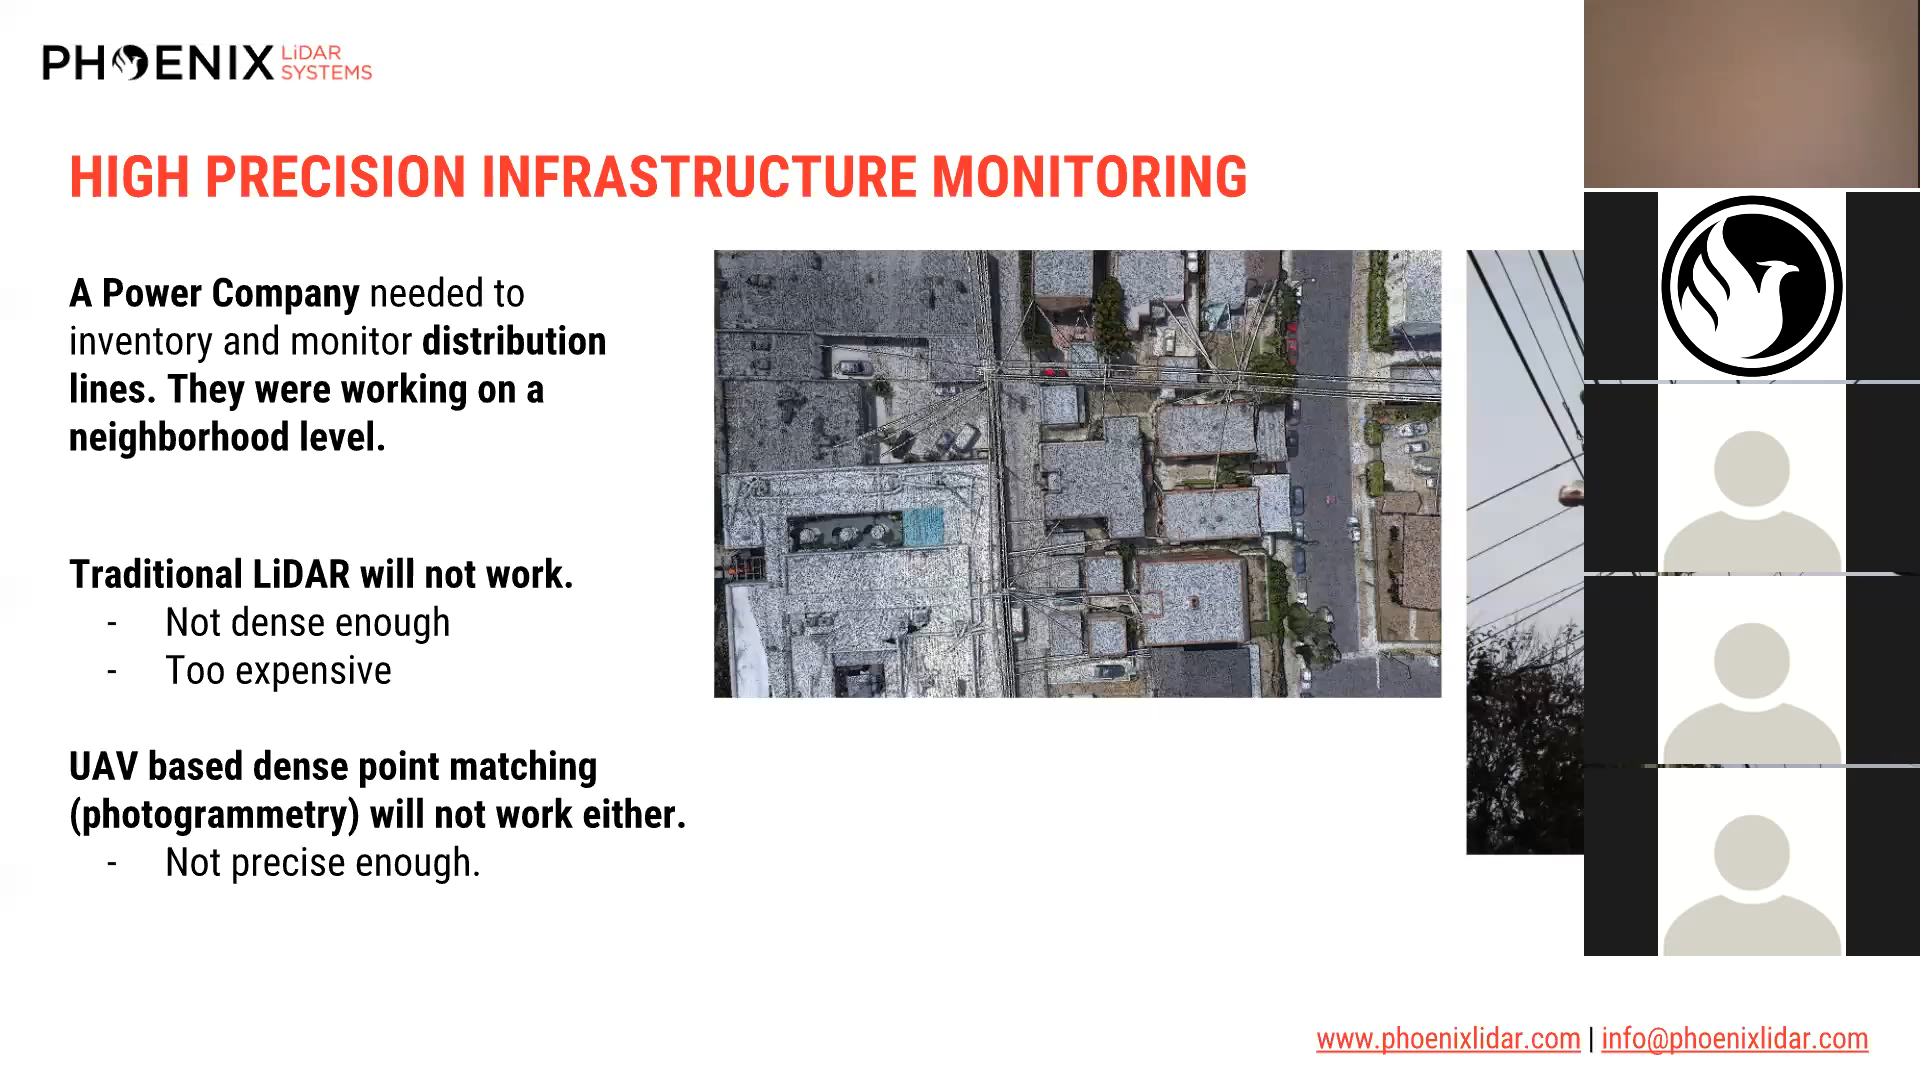 PHOENIX LiDAR SYSTEMS
HIGH PRECISION INFRASTRUCTURE MONITORING
A Power Company needed to
inventory and monitor distribution
lines. They were working on a
neighborhood level.
Traditional LiDAR will not work.
- Not dense enough
- Too expensive
UAV based dense point matching
(photogrammetry) will not work either.
- Not precise enough.
www.phoenixlidar.com | info@phoenixlidar.com